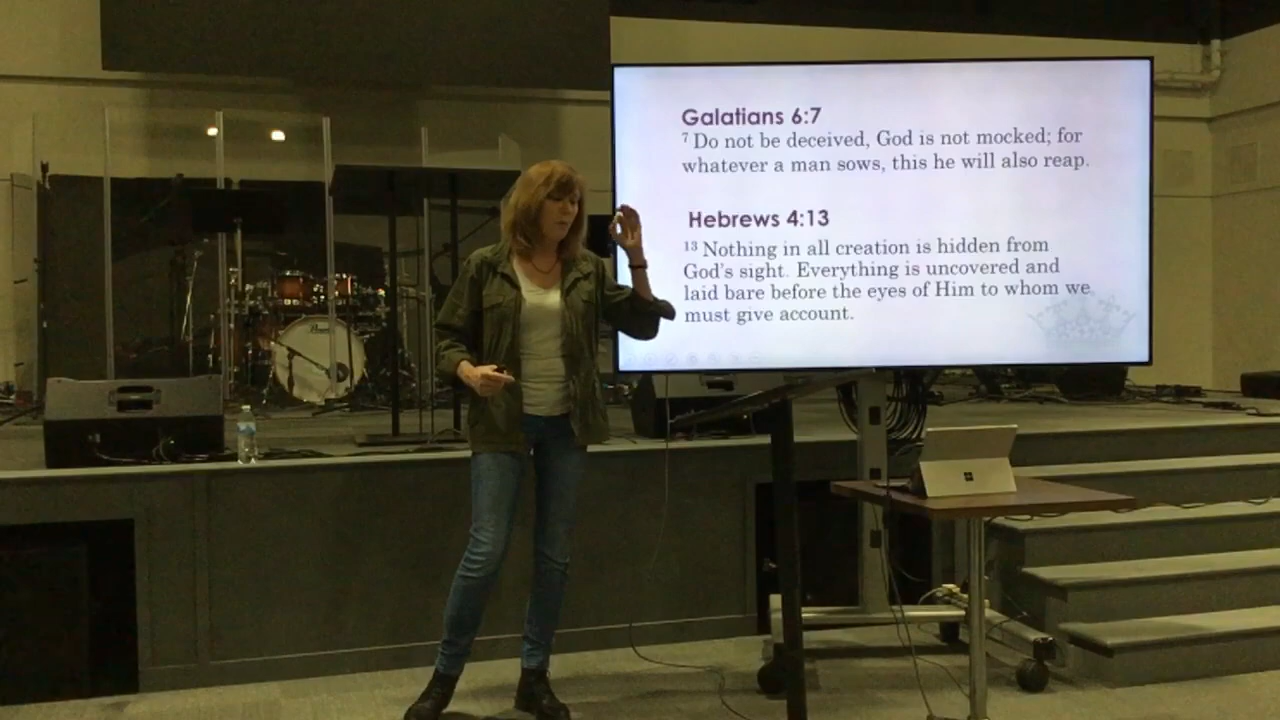 Galatians 6:7
7 Do not be deceived, God is not mocked; for
whatever a man sows, this he will also reap.
Hebrews 4:13
13 Nothing in all creation is hidden from
God's sight. Everything is uncovered and
laid bare before the eyes of Him to whom we
must give account.
Pearl